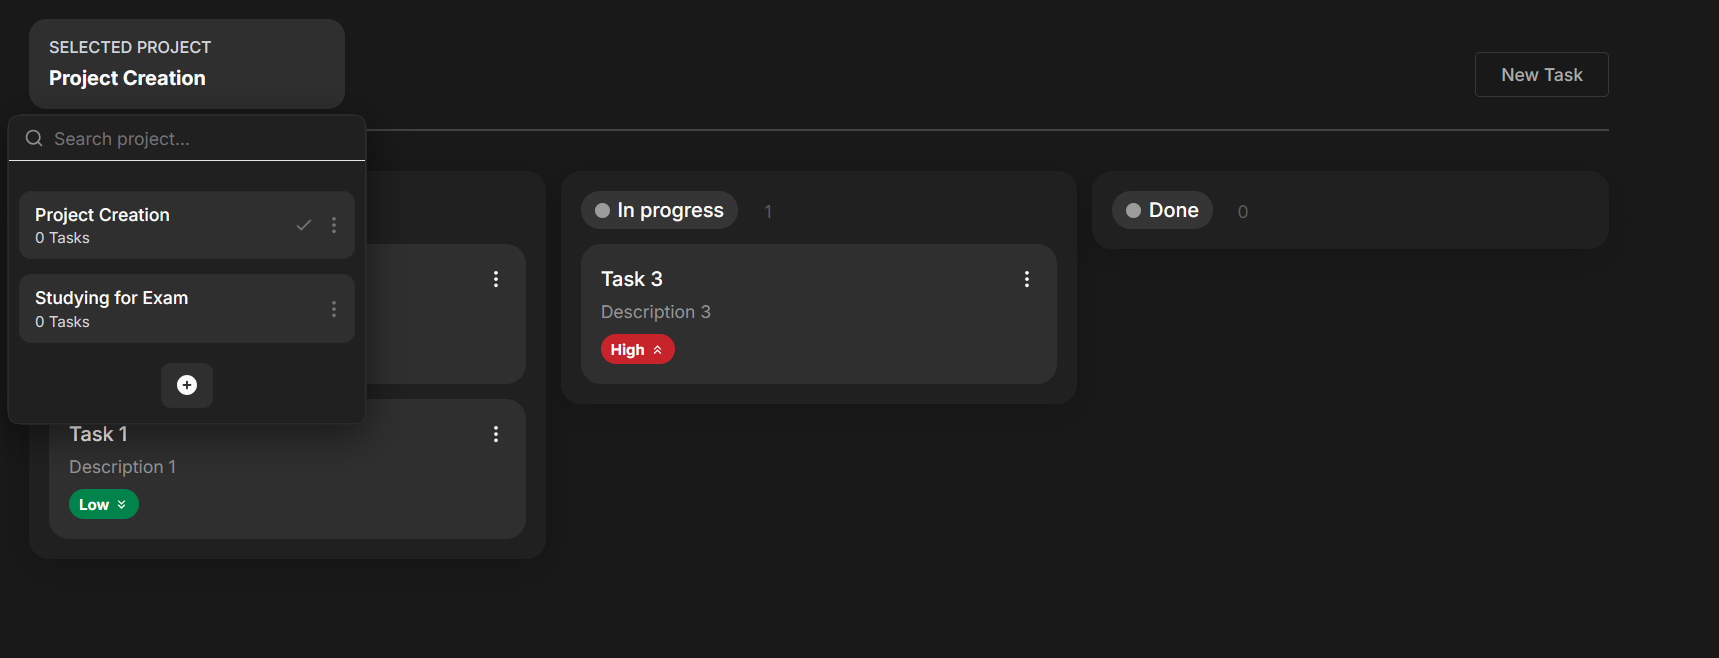 SELECTED PROJECT
Project Creation
New Task
Search project...
Project Creation
0 Tasks
Studying for Exam
0 Tasks
Task 1
Description 1
Low
In progress 1
Task 3
Description 3
High
Done 0